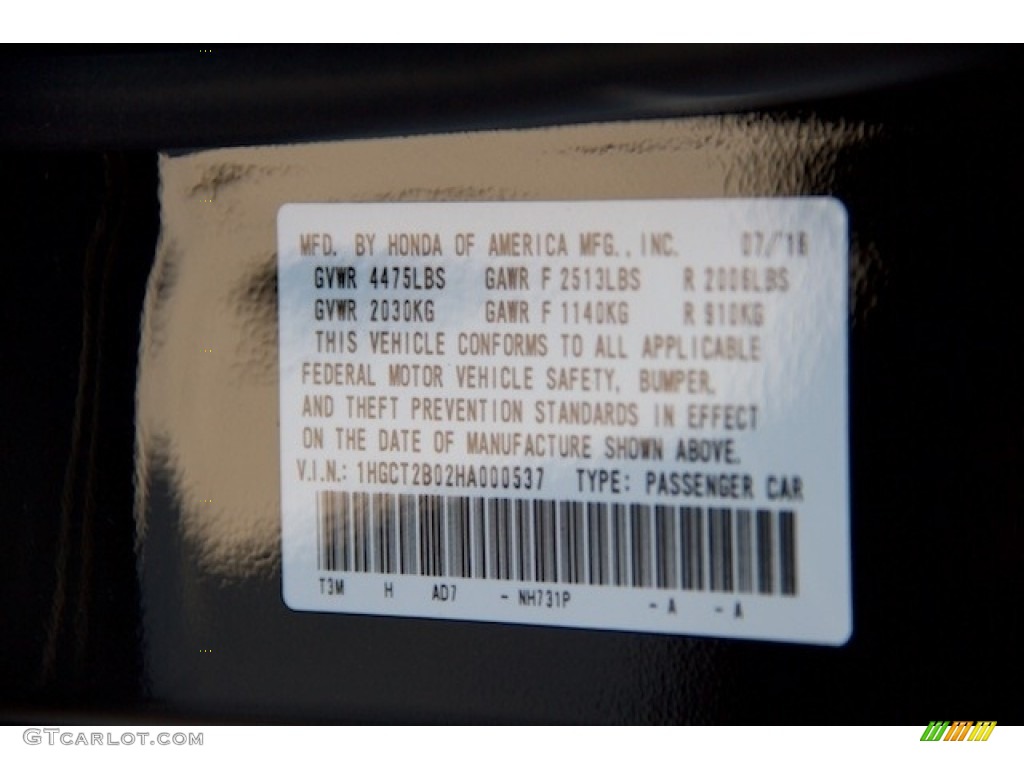 MFD. BY HONDA OF AMERICA MFG., INC. 07/16
GVWR 4475LBS GAWR F 2513LBS R 2006LBS
GVWR 2030KG GAWR F 1140KG R 910KG
THIS VEHICLE CONFORMS TO ALL APPLICABLE
FEDERAL MOTOR VEHICLE SAFETY, BUMPER,
AND THEFT PREVENTION STANDARDS IN EFFECT
ON THE DATE OF MANUFACTURE SHOWN ABOVE.
V.I.N.: 1HGCT2B02HA000537 TYPE: PASSENGER CAR
T3M H AD7 - NH731P - A - A
GTCARLOT.COM